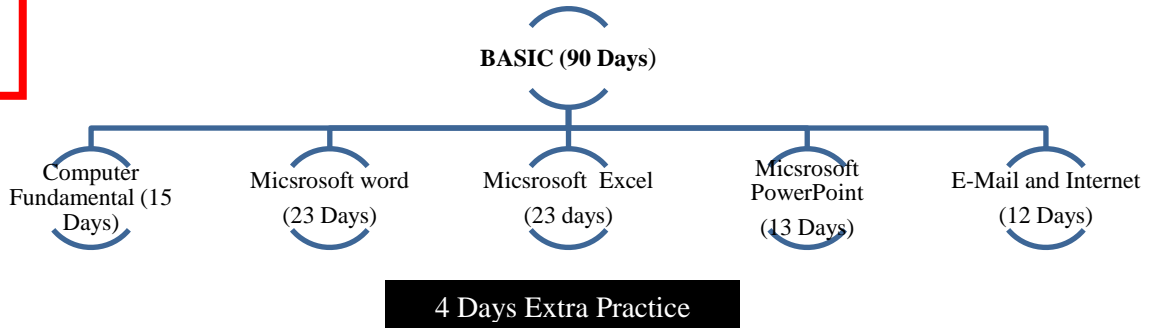 BASIC (90 Days)
Computer
Fundamental (15
Days)
Micsrosoft word
(23 Days)
Micsrosoft Excel
(23 days)
Micsrosoft
PowerPoint
(13 Days)
E-Mail and Internet
(12 Days)
4 Days Extra Practice